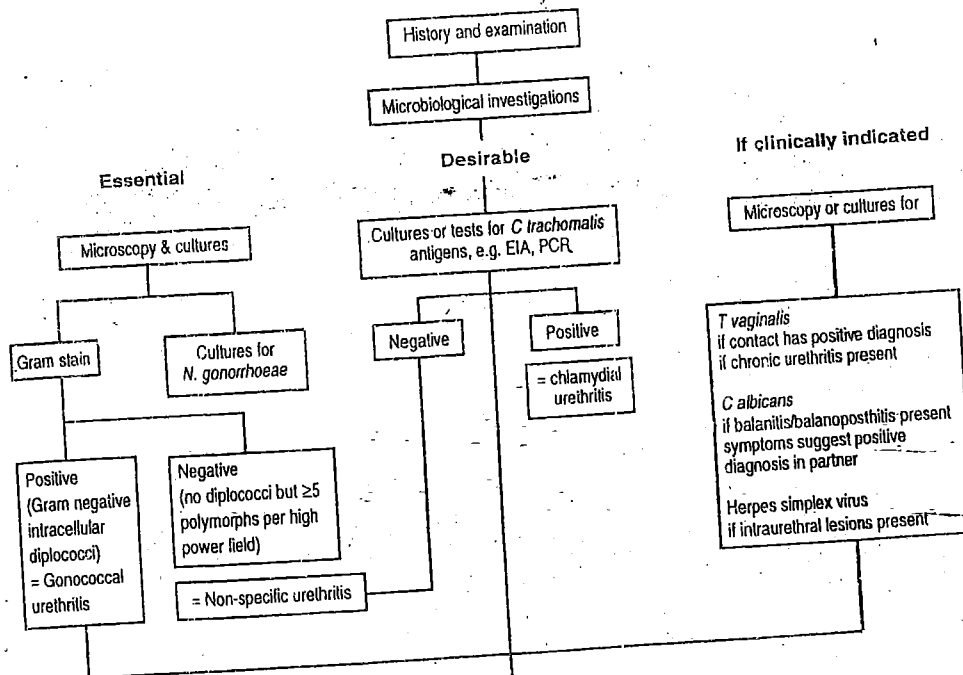 History and examination
Microbiological investigations
Essential
Desirable
If clinically indicated
Microscopy & cultures
Gram stain
Cultures for
N. gonorrhoeae
Positive
(Gram negative
intracellular
diplococci)
= Gonococcal
urethritis
Negative
(no diplococci but ≥5
polymorphs per high
power field)
= Non-specific urethritis
Cultures or tests for C trachomalis
antigens, e.g. EIA, PCR
Negative
Positive
= chlamydial
urethritis
Microscopy or cultures for
T vaginalis
if contact has positive diagnosis
if chronic urethritis present
C albicans
if balanitis/balanoposthitis present
symptoms suggest positive
diagnosis in partner
Herpes simplex virus
if intraurethral lesions present